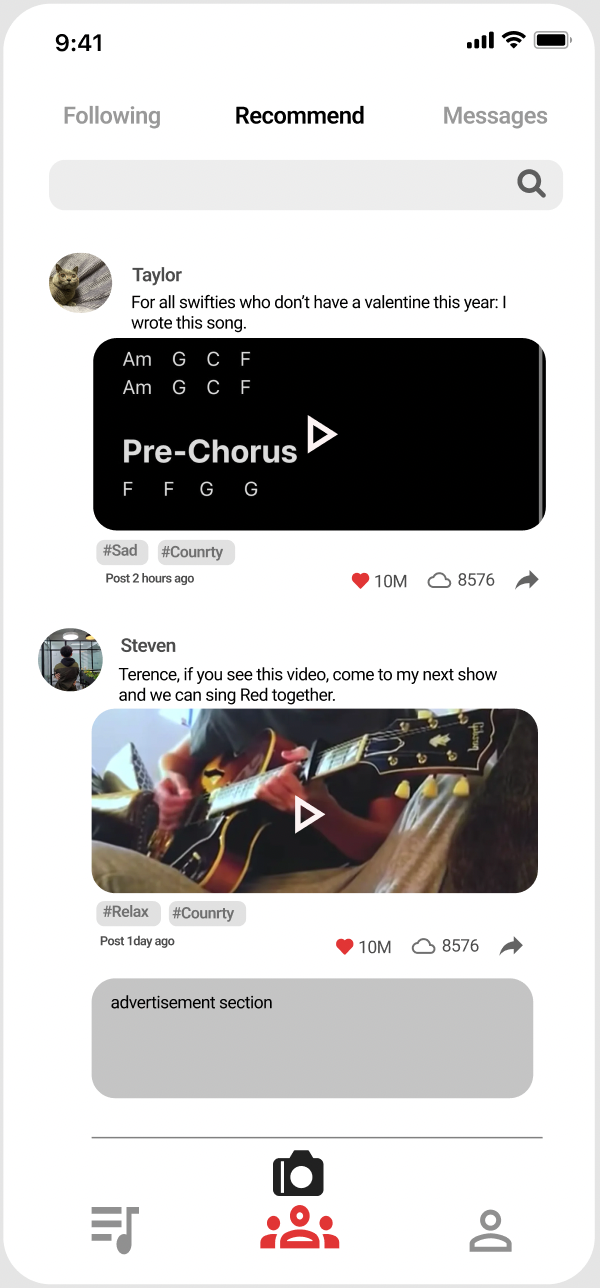 9:41
Following Recommend Messages
Taylor
For all swifties who don't have a valentine this year: I
wrote this song.
Am G C F
Am G C F
Pre-Chorus
F F G G
#Sad #Counrty
Post 2 hours ago 10M 8576
Steven
Terence, if you see this video, come to my next show
and we can sing Red together.
Gibson
#Relax #Counrty
Post 1day ago 10M 8576
advertisement section